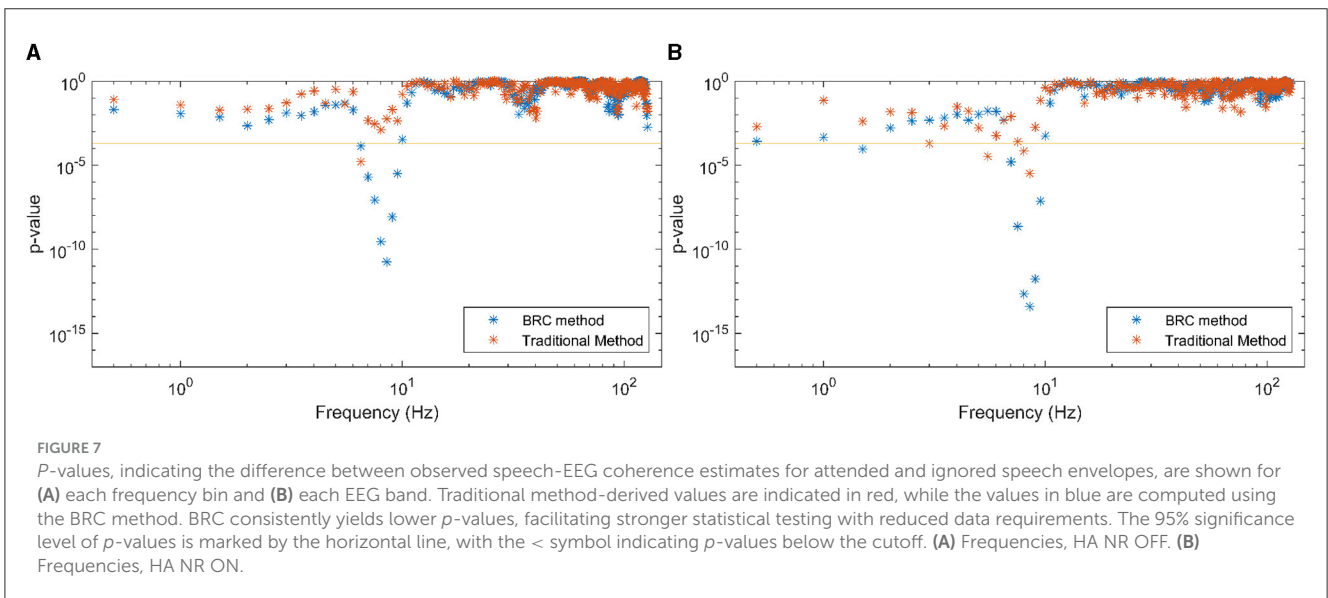 A
B
10^0
10^-5
10^-10
10^-15
p-value
10^0
10^1
10^2
Frequency (Hz)
BRC method
Traditional Method
10^0
10^-5
10^-10
10^-15
p-value
10^0
10^1
10^2
Frequency (Hz)
BRC method
Traditional Method
FIGURE 7
P-values, indicating the difference between observed speech-EEG coherence estimates for attended and ignored speech envelopes, are shown for
(A) each frequency bin and (B) each EEG band. Traditional method-derived values are indicated in red, while the values in blue are computed using
the BRC method. BRC consistently yields lower p-values, facilitating stronger statistical testing with reduced data requirements. The 95% significance
level of p-values is marked by the horizontal line, with the < symbol indicating p-values below the cutoff. (A) Frequencies, HA NR OFF. (B)
Frequencies, HA NR ON.